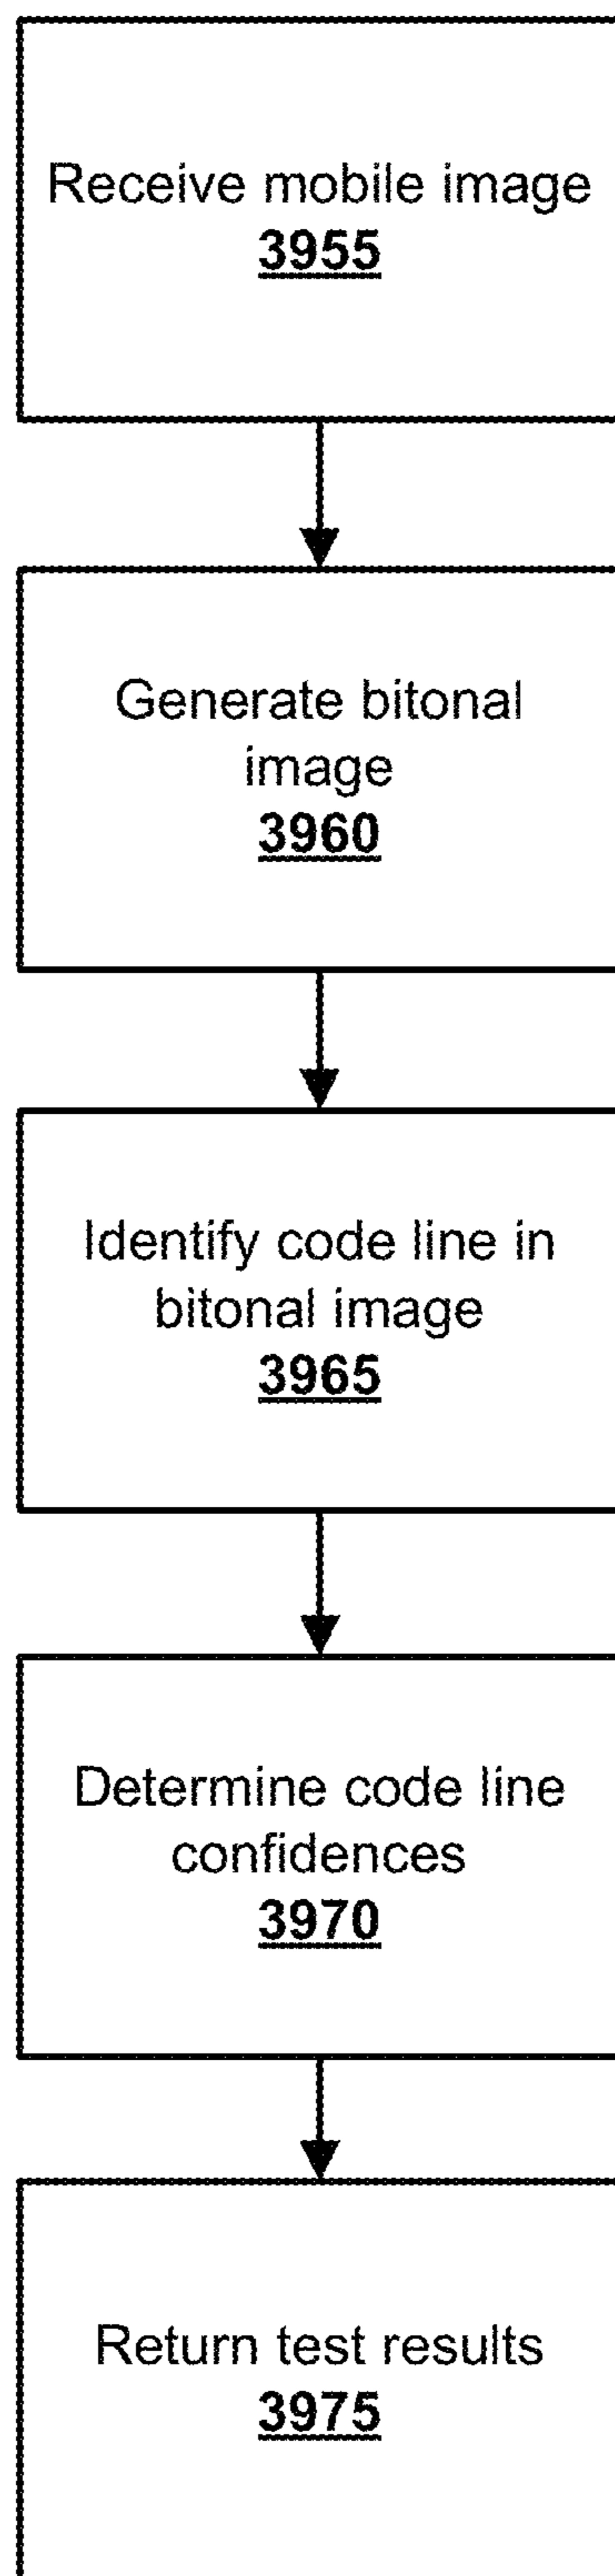 Receive mobile image
3955
Generate bitonal
image
3960
Identify code line in
bitonal image
3965
Determine code line
confidences
3970
Return test results
3975